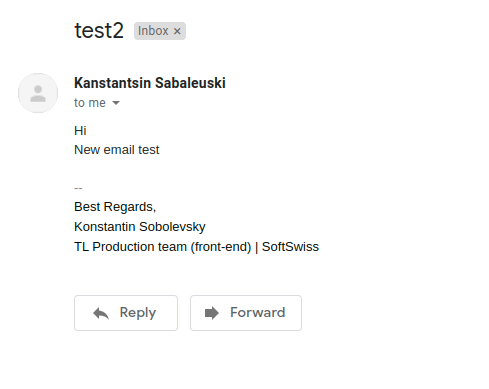 test2 Inbox ×
Kanstantsin Sabaleuski
to me
Hi
New email test
--
Best Regards,
Konstantin Sobolevsky
TL Production team (front-end) | SoftSwiss
Reply Forward